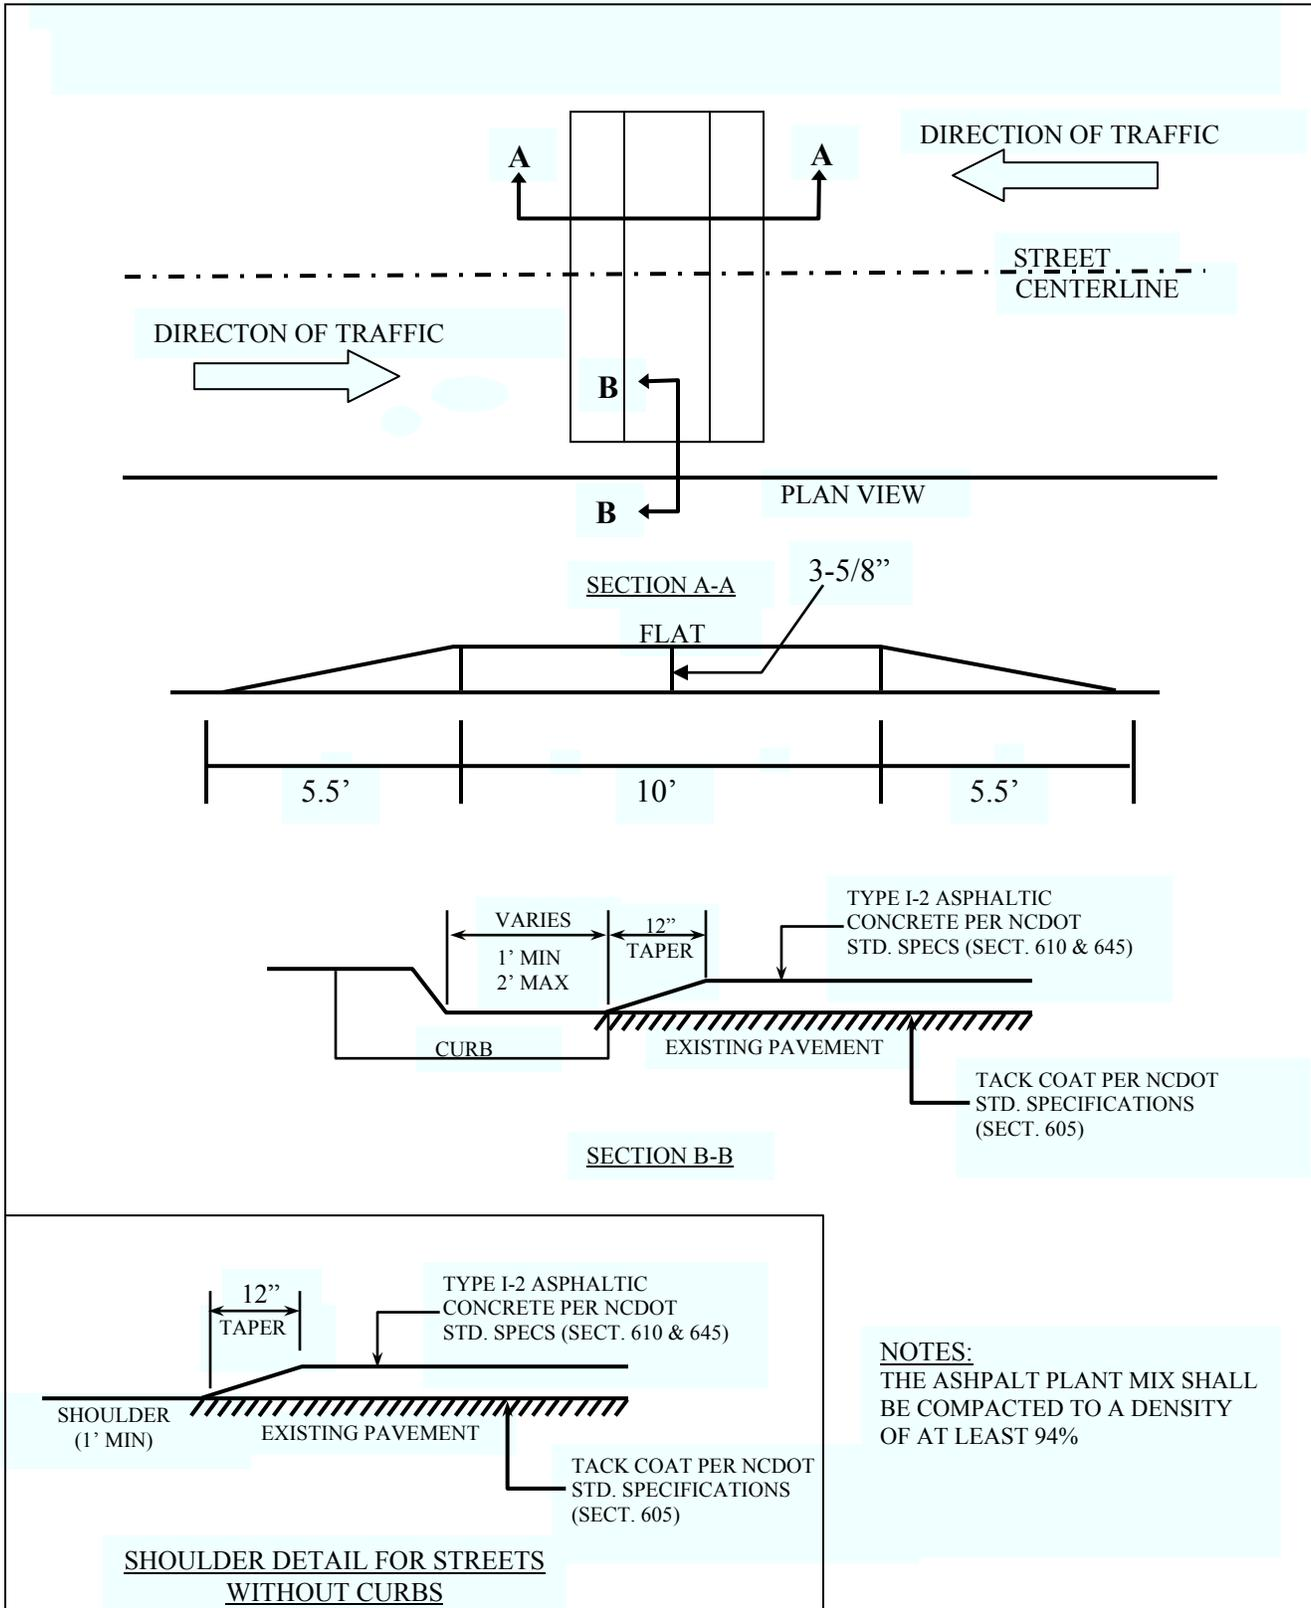 A
A
DIRECTION OF TRAFFIC
STREET
CENTERLINE
DIRECTON OF TRAFFIC
B
B
PLAN VIEW
SECTION A-A
3-5/8”
FLAT
5.5’
10’
5.5’
VARIES
1’ MIN
2’ MAX
12”
TAPER
TYPE I-2 ASPHALTIC
CONCRETE PER NCDOT
STD. SPECS (SECT. 610 & 645)
CURB
EXISTING PAVEMENT
TACK COAT PER NCDOT
STD. SPECIFICATIONS
(SECT. 605)
SECTION B-B
12”
TAPER
TYPE I-2 ASPHALTIC
CONCRETE PER NCDOT
STD. SPECS (SECT. 610 & 645)
SHOULDER
(1’ MIN)
EXISTING PAVEMENT
TACK COAT PER NCDOT
STD. SPECIFICATIONS
(SECT. 605)
SHOULDER DETAIL FOR STREETS
WITHOUT CURBS
NOTES:
THE ASHPALT PLANT MIX SHALL
BE COMPACTED TO A DENSITY
OF AT LEAST 94%